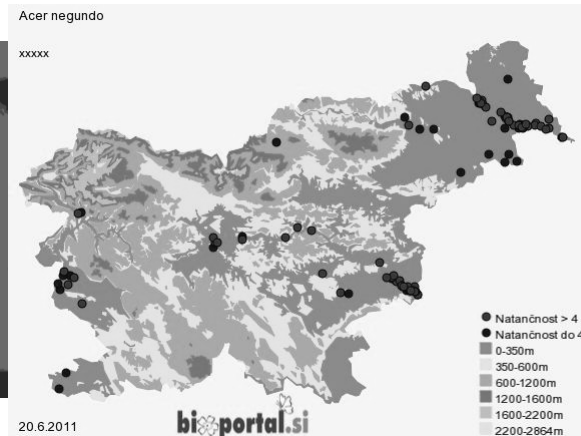 Acer negundo
xxxxx
Natančnost > 4
Natančnost do 4
0-350m
350-600m
600-1200m
1200-1600m
1600-2200m
2200-2864m
20.6.2011
bioportal.si